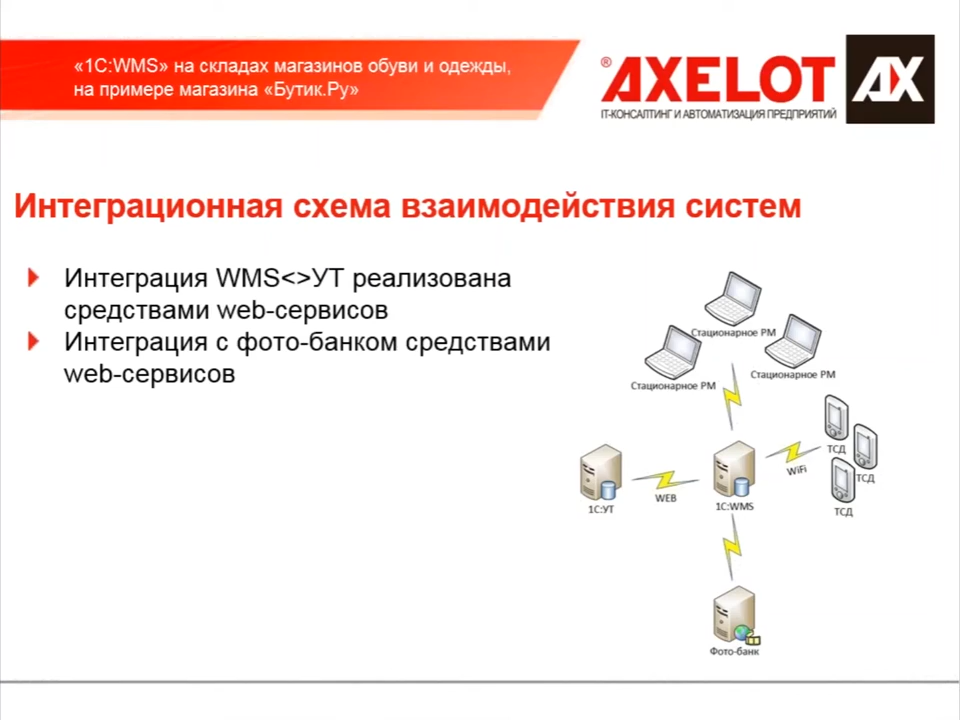 «1С:WMS» на складах магазинов обуви и одежды,
на примере магазина «Бутик.Ру»
®AXELOT AX
IT-КОНСАЛТИНГ И АВТОМАТИЗАЦИЯ ПРЕДПРИЯТИЙ
Интеграционная схема взаимодействия систем
Интеграция WMS<>УТ реализована
средствами web-сервисов
Интеграция с фото-банком средствами
web-сервисов
Стационарное РМ
Стационарное РМ
Стационарное РМ
ТСД
ТСД
ТСД
WiFi
WEB
1С:УТ
1С:WMS
Фото-банк